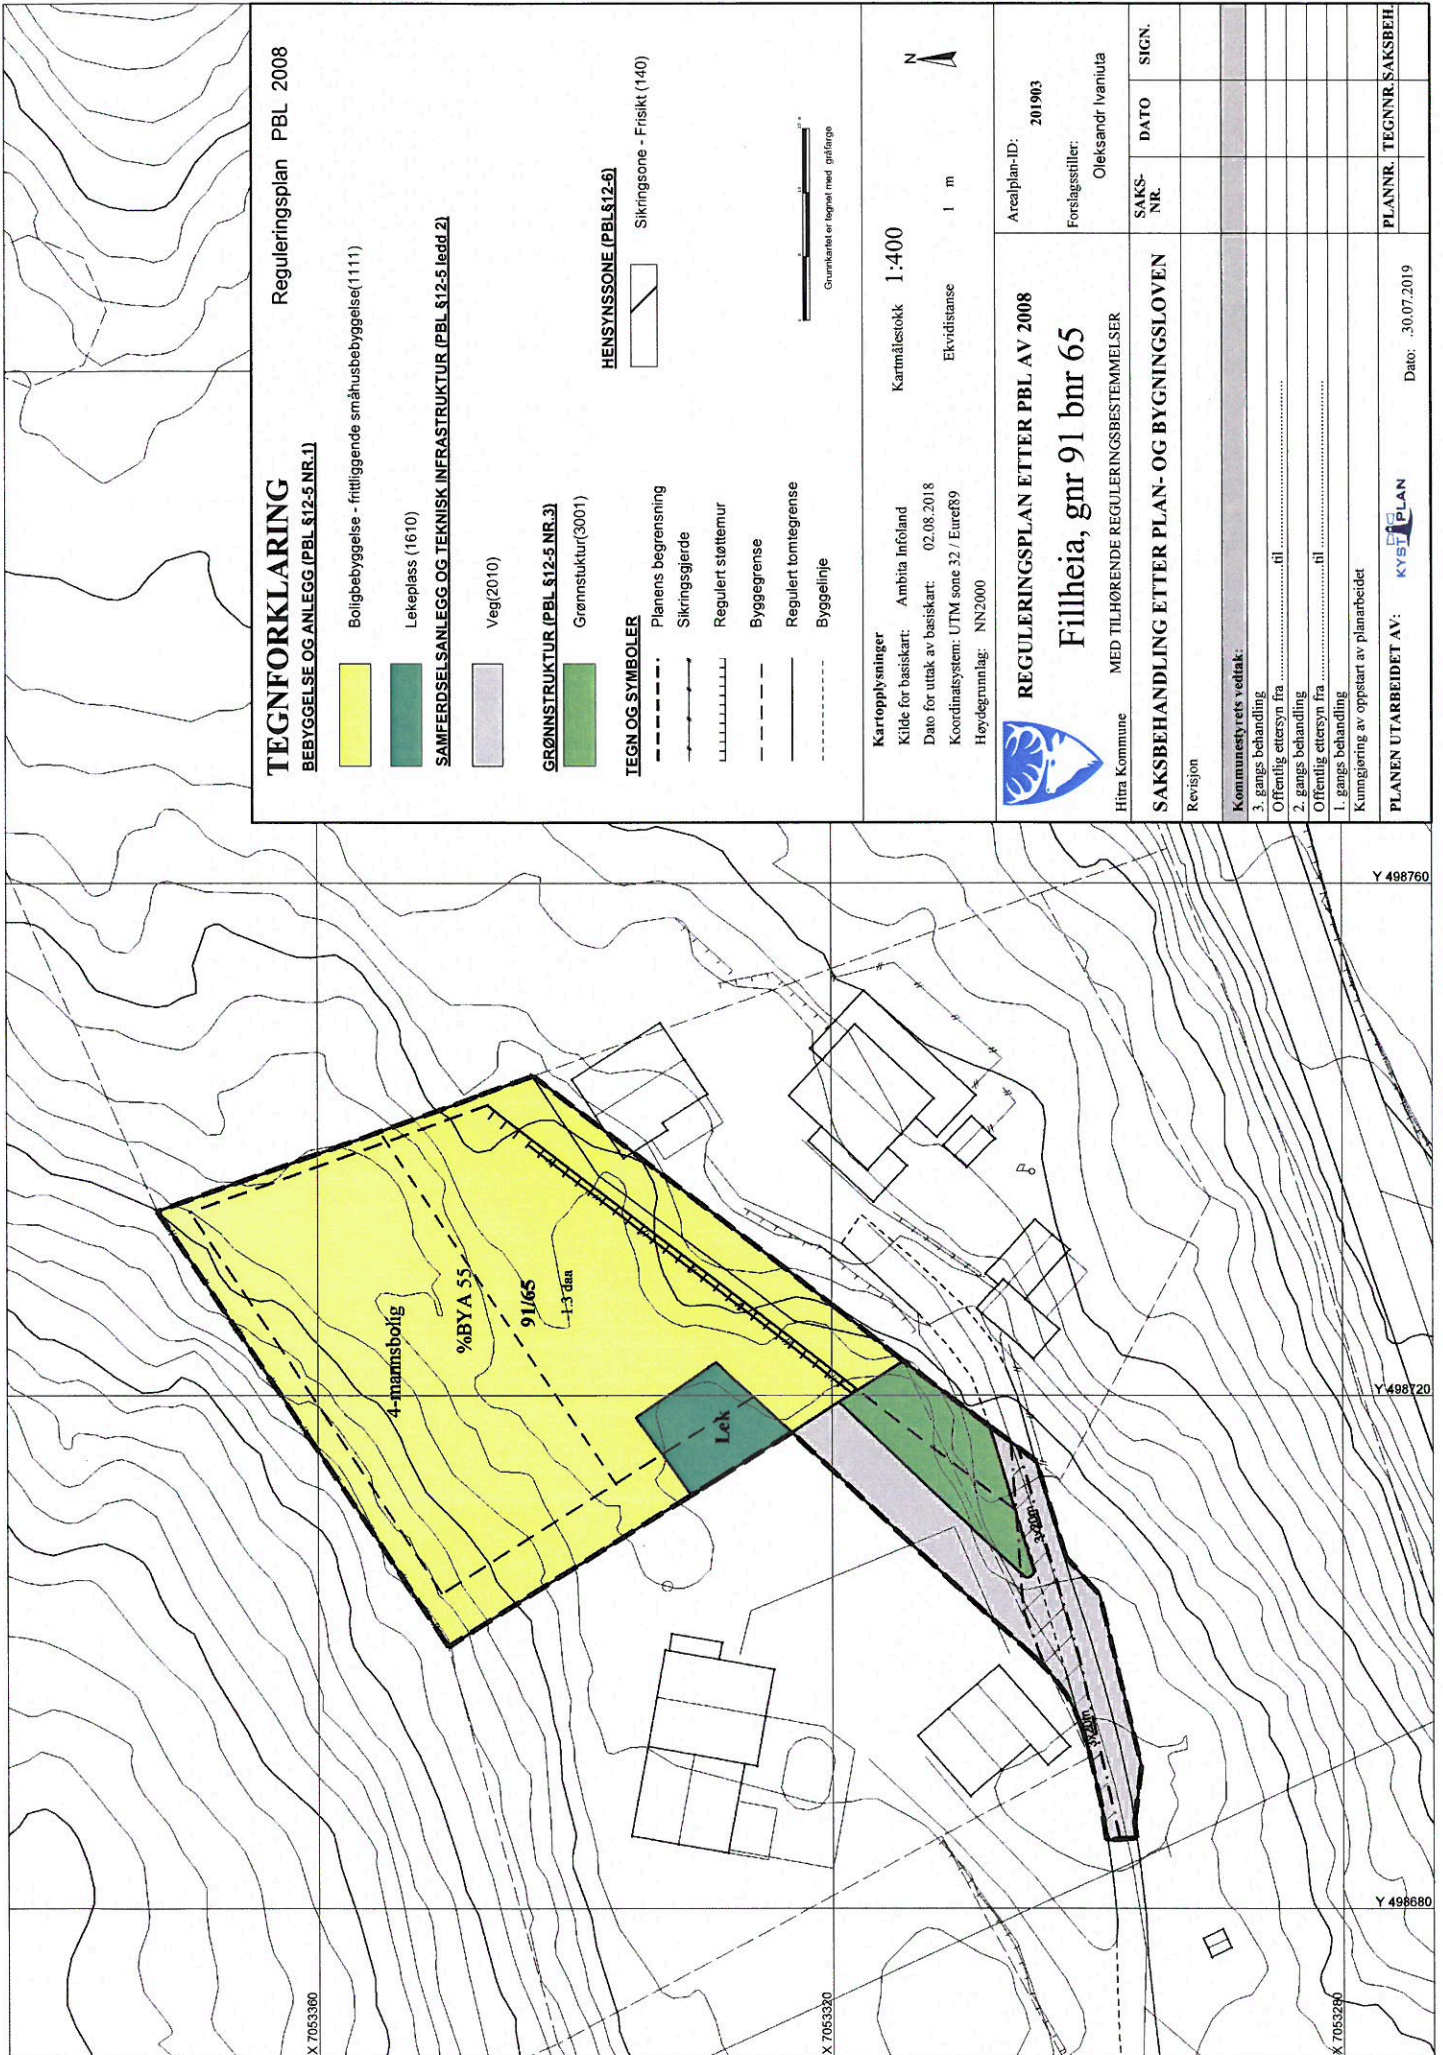 TEGNFORKLARING Reguleringsplan PBL 2008
BEBYGGELSE OG ANLEGG (PBL §12-5 NR.1)
Boligbebyggelse - frittliggende småhusbebyggelse(1111)
Lekeplass (1610)
SAMFERDSELSANLEGG OG TEKNISK INFRASTRUKTUR (PBL §12-5 ledd 2)
Veg(2010)
GRØNNSTRUKTUR (PBL §12-5 NR.3)
Grønnstuktur(3001)
HENSYNSSONE (PBL§12-6)
Sikringsone - Frisikt (140)
TEGN OG SYMBOLER
Planens begrensning
Sikringsgjerde
Regulert støttemur
Byggegrense
Regulert tomtegrense
Byggelinje
Grunnkartet er tegnet med gråfarge
Kartopplysninger
Kilde for basiskart: Ambita Infoland
Dato for uttak av basiskart: 02.08.2018
Koordinatsystem: UTM sone 32 / Euref89
Høydegrunnlag: NN2000
Kartmålestokk 1:400
Ekvidistanse 1 m
N
REGULERINGSPLAN ETTER PBL AV 2008
Fillheia, gnr 91 bnr 65
MED TILHØRENDE REGULERINGSBESTEMMELSER
Hitra Kommune
Arealplan-ID:
201903
Forslagsstiller:
Oleksandr Ivaniuta
SAKSBEHANDLING ETTER PLAN- OG BYGNINGSLOVEN
SAKS-
NR.
DATO
SIGN.
Revisjon
Kommunestyrets vedtak:
3. gangs behandling
Offentlig ettersyn fra ..................... til .....................
2. gangs behandling
Offentlig ettersyn fra ..................... til .....................
1. gangs behandling
Kunngjøring av oppstart av planarbeidet
PLANEN UTARBEIDET AV:
KYSTPLAN
Dato: .30.07.2019
PLANNR.
TEGNNR.
SAKSBEH.
4-mannsbolig
%BYA 55
91/65
1.3 daa
Lek
3x20m
3x20m
Y 498760
Y 498720
Y 498680
X 7053360
X 7053320
X 7053280